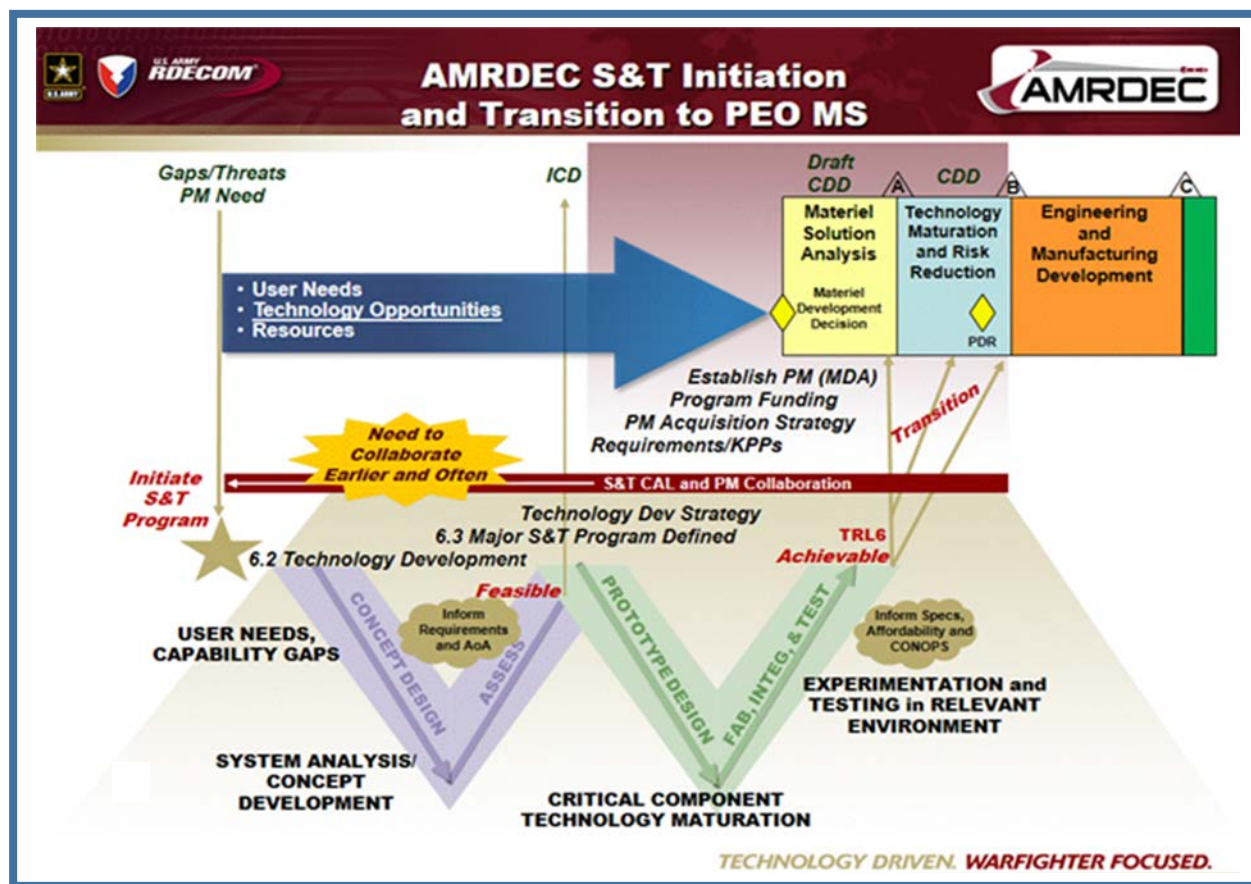 U.S. ARMY
U.S. ARMY
RDECOM
AMRDEC S&T Initiation
and Transition to PEO MS
AMRDEC
Gaps/Threats
PM Need
ICD
Draft
CDD
A
CDD
B
C
Materiel
Solution
Analysis
Materiel
Development
Decision
Technology
Maturation
and Risk
Reduction
PDR
Engineering
and
Manufacturing
Development
• User Needs
• Technology Opportunities
• Resources
Establish PM (MDA)
Program Funding
PM Acquisition Strategy
Requirements/KPPs
Transition
Need to
Collaborate
Earlier and Often
S&T CAL and PM Collaboration
Initiate
S&T
Program
Technology Dev Strategy
6.3 Major S&T Program Defined
6.2 Technology Development
TRL6
Achievable
Feasible
CONCEPT DESIGN
Inform
Requirements
and AoA
ASSESS
PROTOTYPE DESIGN
FAB, INTEG, & TEST
Inform Specs,
Affordability and
CONOPS
USER NEEDS,
CAPABILITY GAPS
EXPERIMENTATION and
TESTING in RELEVANT
ENVIRONMENT
SYSTEM ANALYSIS/
CONCEPT
DEVELOPMENT
CRITICAL COMPONENT
TECHNOLOGY MATURATION
TECHNOLOGY DRIVEN. WARFIGHTER FOCUSED.